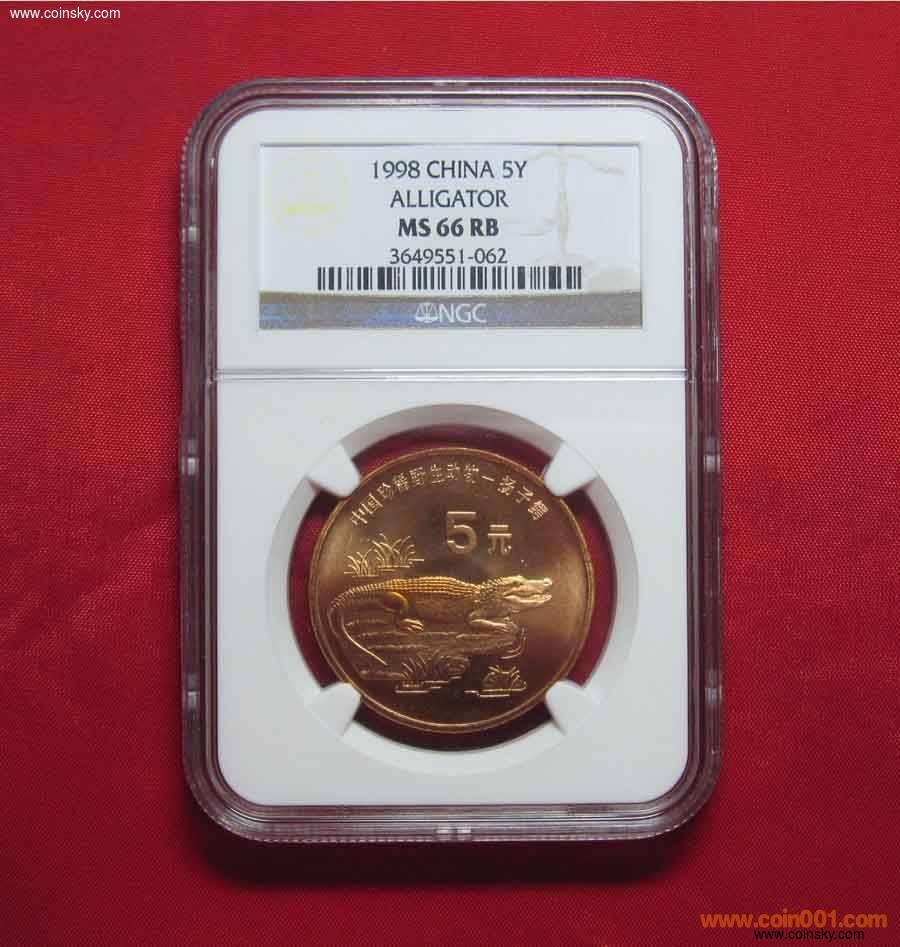 www.coinsky.com
1998 CHINA 5Y
ALLIGATOR
MS 66 RB
3649551-062
NGC
中国珍稀野生动物－扬子鳄
5元
www.coin001.com
www.coinsky.com